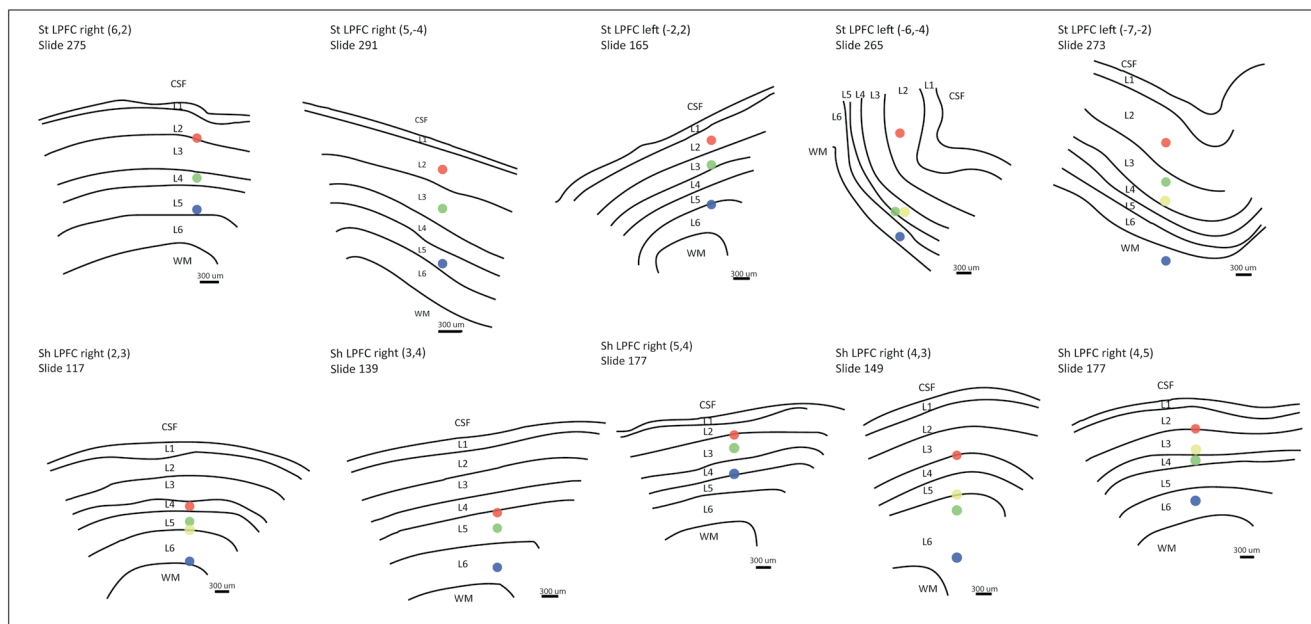 St LPFC right (6,2)
Slide 275
CSF
L1
L2
L3
L4
L5
L6
WM
300 um
St LPFC right (5,-4)
Slide 291
CSF
L1
L2
L3
L4
L5
L6
WM
300 um
St LPFC left (-2,2)
Slide 165
L1
L2
L3
L4
L5
L6
WM
300 um
St LPFC left (-6,-4)
Slide 265
L5 L4 L3 L2 L1
CSF
L6
WM
300 um
St LPFC left (-7,-2)
Slide 273
CSF
L1
L2
L3
L4
L5
WM
300 um
Sh LPFC right (2,3)
Slide 117
CSF
L1
L2
L3
L4
L5
L6
WM
300 um
Sh LPFC right (3,4)
Slide 139
CSF
L1
L2
L3
L4
L5
L6
WM
300 um
Sh LPFC right (5,4)
Slide 177
CSF
L1
L2
L3
L4
L5
L6
WM
300 um
Sh LPFC right (4,3)
Slide 149
CSF
L1
L2
L3
L4
L5
L6
WM
300 um
Sh LPFC right (4,5)
Slide 177
CSF
L1
L2
L3
L4
L5
L6
WM
300 um